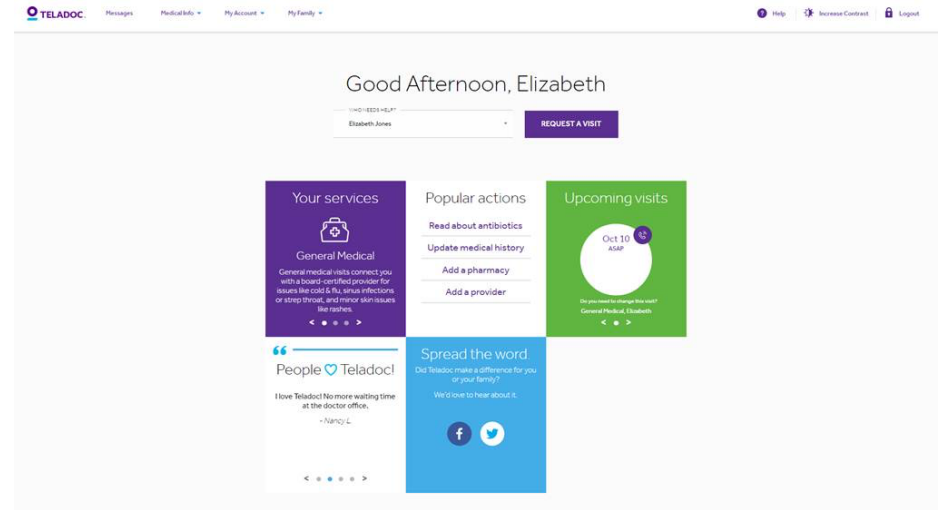 TELADOC.
Messages
Medical Info
My Account
My Family
Help
Increase Contrast
Logout
Good Afternoon, Elizabeth
WHO NEEDS HELP?
Elizabeth Jones
REQUEST A VISIT
Your services
General Medical
General medical visits connect you
with a board-certified provider for
issues like cold & flu, sinus infections
or strep throat, and minor skin issues
like rashes.
< >
Popular actions
Read about antibiotics
Update medical history
Add a pharmacy
Add a provider
Upcoming visits
Oct 10
ASAP
Do you need to change this visit?
General Medical, Elizabeth
< >
“
People Teladoc!
I love Teladoc! No more waiting time
at the doctor office.
- Nancy L.
< >
Spread the word
Did Teladoc make a difference for you
or your family?
We'd love to hear about it.
f